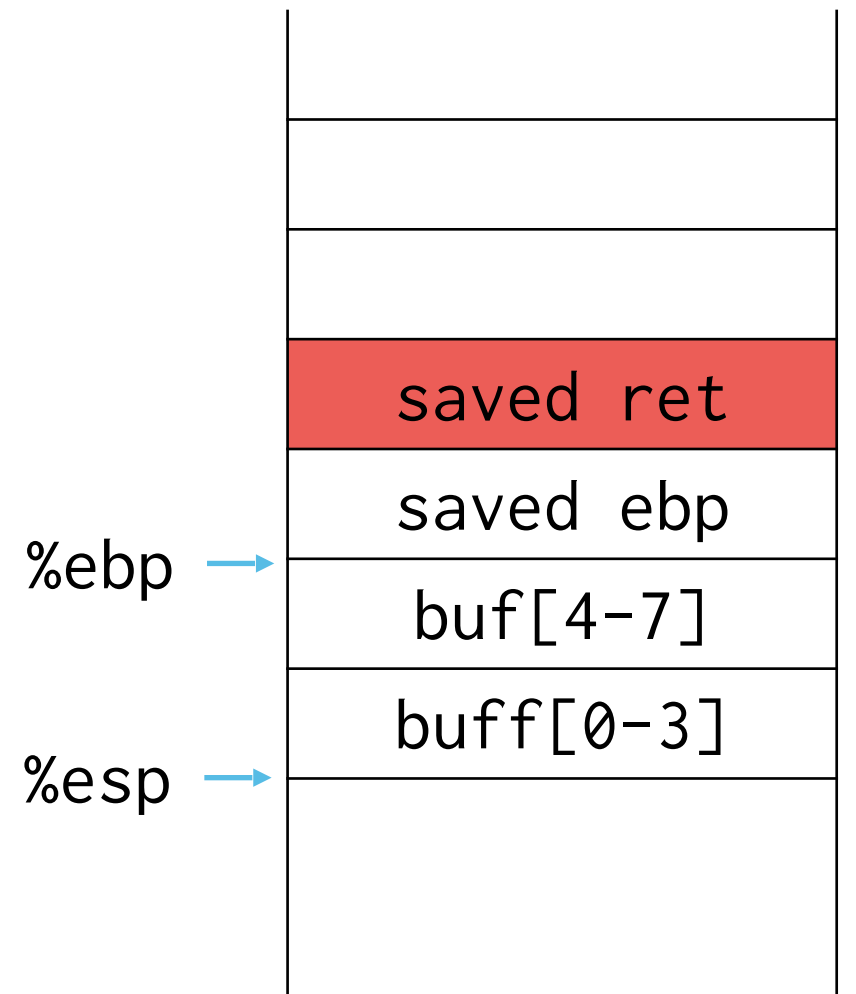 saved ret
saved ebp
%ebp
buf[4-7]
buff[0-3]
%esp